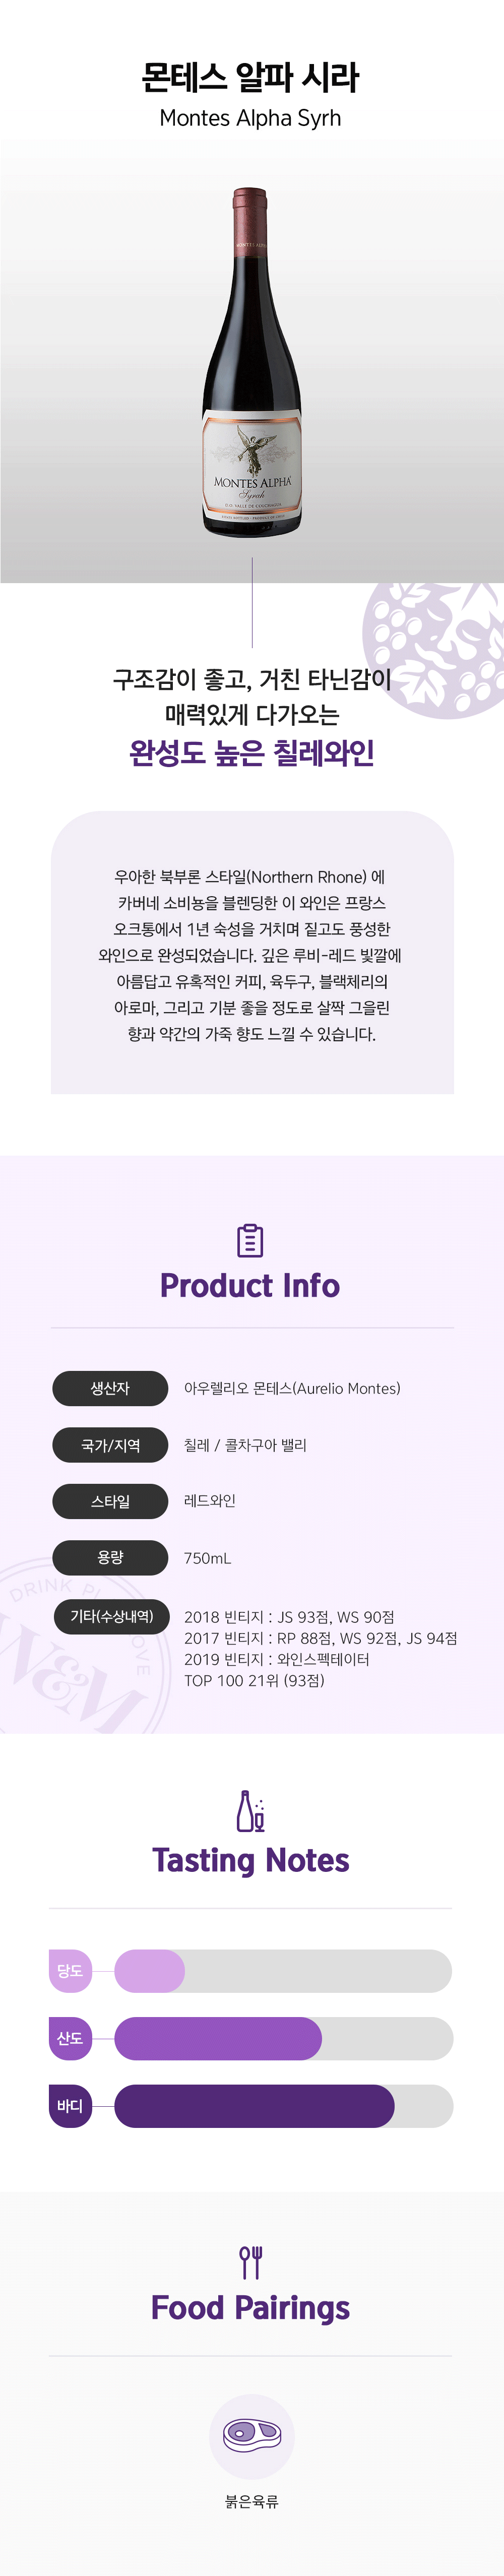 몬테스 알파 시라
Montes Alpha Syrh
MONTES ALPHA
MONTES ALPHA
Syrah
D.O. VALLE DE COLCHAGUA
구조감이 좋고, 거친 타닌감이
매력있게 다가오는
완성도 높은 칠레와인
우아한 북부론 스타일(Northern Rhone) 에
카버네 소비뇽을 블렌딩한 이 와인은 프랑스
오크통에서 1년 숙성을 거치며 짙고도 풍성한
와인으로 완성되었습니다. 깊은 루비-레드 빛깔에
아름답고 유혹적인 커피, 육두구, 블랙체리의
아로마, 그리고 기분 좋을 정도로 살짝 그을린
향과 약간의 가죽 향도 느낄 수 있습니다.
Product Info
생산자 아우렐리오 몬테스(Aurelio Montes)
국가/지역 칠레 / 콜차구아 밸리
스타일 레드와인
용량 750mL
기타(수상내역) 2018 빈티지 : JS 93점, WS 90점
2017 빈티지 : RP 88점, WS 92점, JS 94점
2019 빈티지 : 와인스펙테이터
TOP 100 21위 (93점)
DRINK
W&M
Tasting Notes
당도
산도
바디
Food Pairings
붉은육류